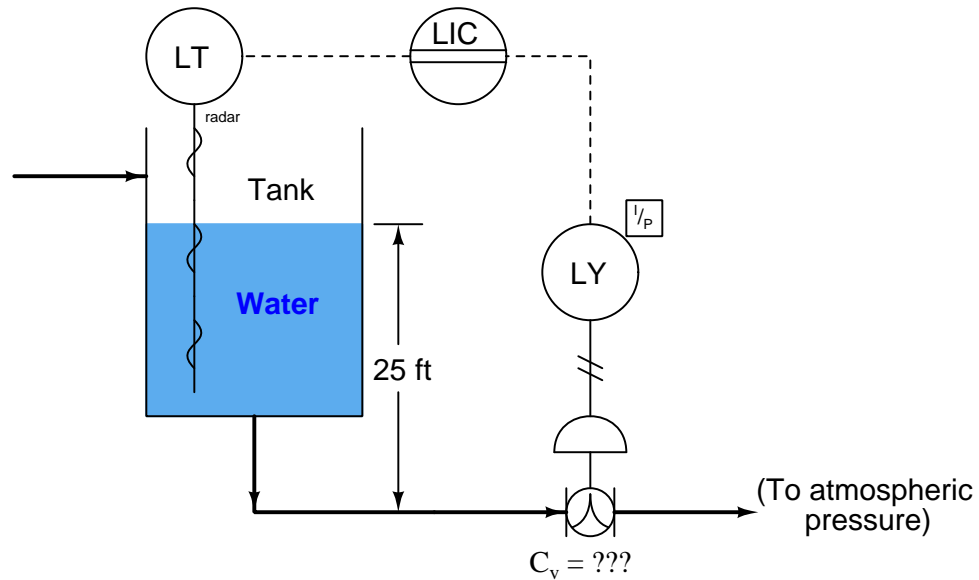 LT
LIC
radar
Tank
I/P
LY
Water
25 ft
(To atmospheric
pressure)
Cv = ???